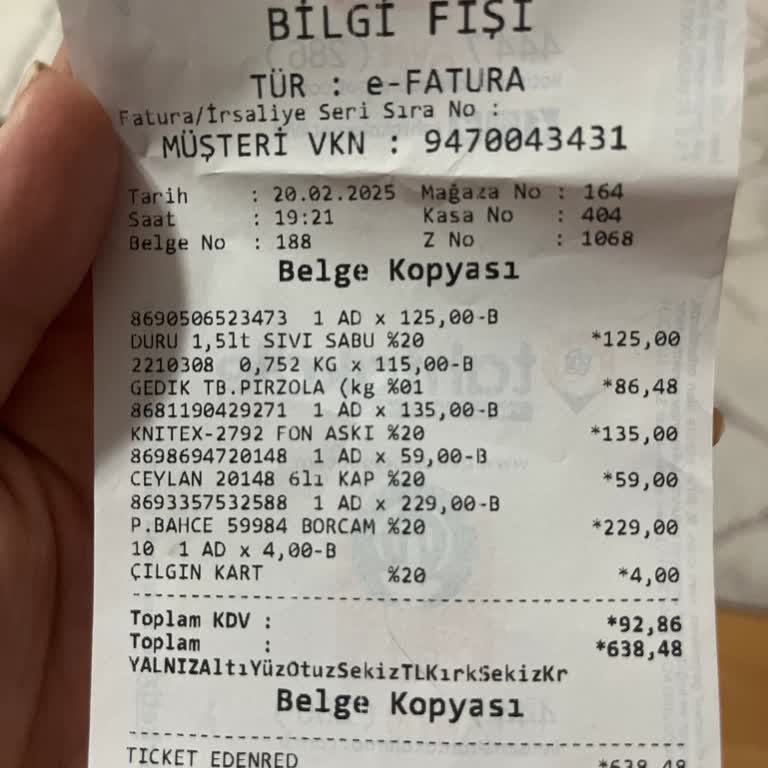 BİLGİ FİŞİ
TÜR : e-FATURA
Fatura/İrsaliye Seri Sıra No :
MÜŞTERİ VKN : 9470043431
Tarih : 20.02.2025 Mağaza No : 164
Saat : 19:21 Kasa No : 404
Belge No : 188 Z No : 1068
Belge Kopyası
8690506523473 1 AD x 125,00-B
DURU 1,5lt SIVI SABU %20 *125,00
2210308 0,752 KG x 115,00-B
GEDIK TB.PIRZOLA (kg %01 *86,48
8681190429271 1 AD x 135,00-B
KNITEX-2792 FON ASKI %20 *135,00
8698694720148 1 AD x 59,00-B
CEYLAN 20148 6lı KAP %20 *59,00
8693357532588 1 AD x 229,00-B
P.BAHCE 59984 BORCAM %20 *229,00
10 1 AD x 4,00-B
ÇILGIN KART %20 *4,00
Toplam KDV : *92,86
Toplam : *638,48
YALNIZAltıYüzOtuzSekizTLKırkSekizKr
Belge Kopyası
TICKET EDENRED *638,48